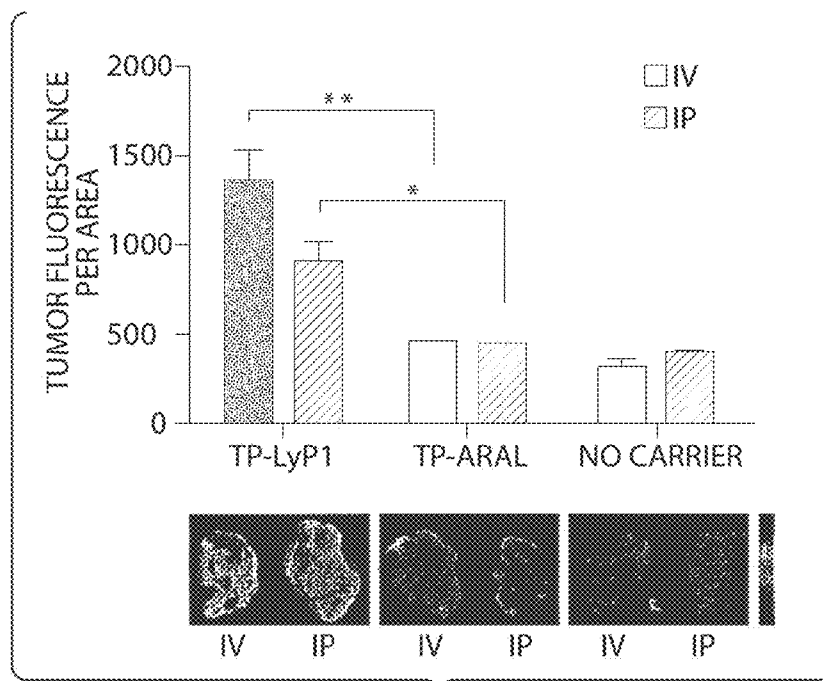 TUMOR FLUORESCENCE
PER AREA
2000
1500
1000
500
0
**
*
IV
IP
TP-LyP1
TP-ARAL
NO CARRIER
IV IP IV IP IV IP